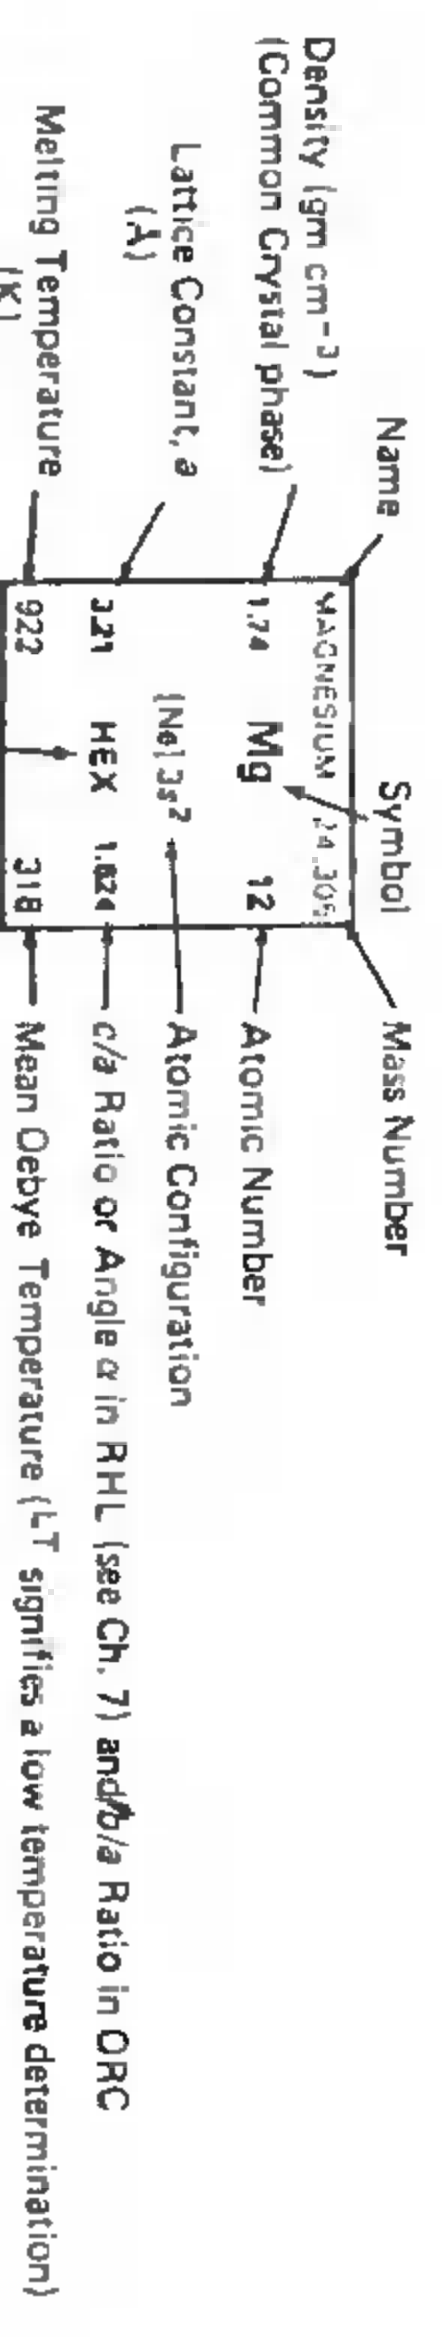 Name
Symbol
Mass Number
Density (gm cm⁻³)
(Common Crystal phase)
Lattice Constant, a
(Å)
Melting Temperature
(K)
MAGNESIUM 24.305
1.74 Mg 12
[Ne]3s²
3.21 HEX 1.624
922 318
Atomic Number
Atomic Configuration
c/a Ratio or Angle α in RHL (see Ch. 7) and/b/a Ratio in ORC
Mean Debye Temperature (LT signifies a low temperature determination)